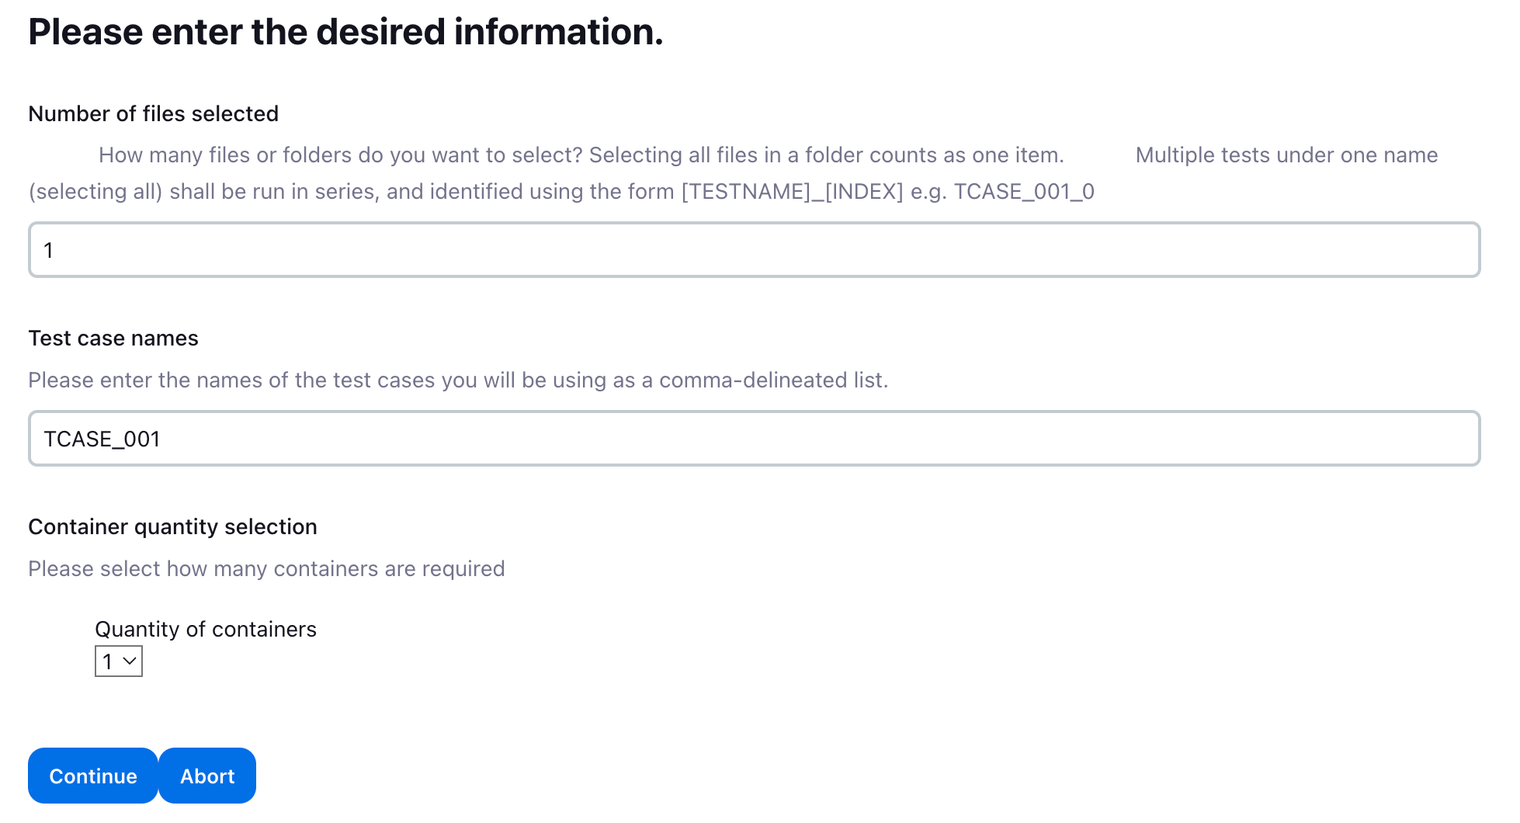 Please enter the desired information.
Number of files selected
How many files or folders do you want to select? Selecting all files in a folder counts as one item. Multiple tests under one name
(selecting all) shall be run in series, and identified using the form [TESTNAME]_[INDEX] e.g. TCASE_001_0
1
Test case names
Please enter the names of the test cases you will be using as a comma-delineated list.
TCASE_001
Container quantity selection
Please select how many containers are required
Quantity of containers
1
Continue Abort